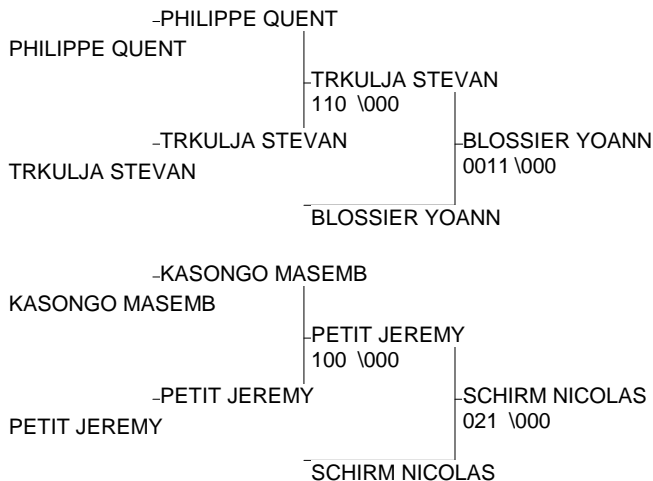 -PHILIPPE QUENT
PHILIPPE QUENT
TRKULJA STEVAN
110 \000
-TRKULJA STEVAN
BLOSSIER YOANN
0011 \000
TRKULJA STEVAN
BLOSSIER YOANN
-KASONGO MASEMB
KASONGO MASEMB
PETIT JEREMY
100 \000
-PETIT JEREMY
SCHIRM NICOLAS
021 \000
PETIT JEREMY
SCHIRM NICOLAS